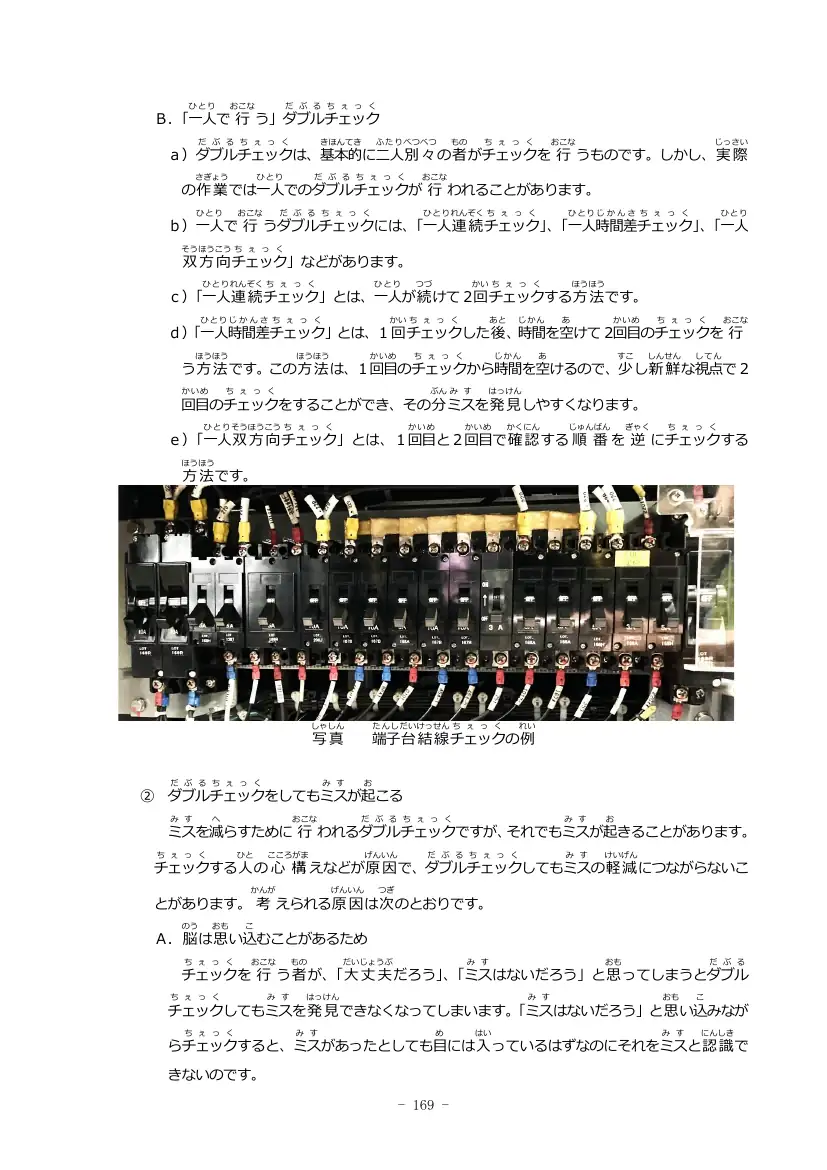 B．「一人で行う」ダブルチェック
a）ダブルチェックは、基本的に二人別々の者がチェックを行うものです。しかし、実際
の作業では一人でのダブルチェックが行われることがあります。
b）一人で行うダブルチェックには、「一人連続チェック」、「一人時間差チェック」、「一人
双方向チェック」などがあります。
c）「一人連続チェック」とは、一人が続けて2回チェックする方法です。
d）「一人時間差チェック」とは、1回チェックした後、時間を空けて2回目のチェックを行
う方法です。この方法は、1回目のチェックから時間を空けるので、少し新鮮な視点で2
回目のチェックをすることができ、その分ミスを発見しやすくなります。
e）「一人双方向チェック」とは、1回目と2回目で確認する順番を逆にチェックする
方法です。
写真　端子台結線チェックの例
②　ダブルチェックをしてもミスが起こる
ミスを減らすために行われるダブルチェックですが、それでもミスが起きることがあります。
チェックする人の心構えなどが原因で、ダブルチェックしてもミスの軽減につながらないこ
とがあります。考えられる原因は次のとおりです。
A．脳は思い込むことがあるため
チェックを行う者が、「大丈夫だろう」、「ミスはないだろう」と思ってしまうとダブル
チェックしてもミスを発見できなくなってしまいます。「ミスはないだろう」と思い込みなが
らチェックすると、ミスがあったとしても目には入っているはずなのにそれをミスと認識で
きないのです。
- 169 -